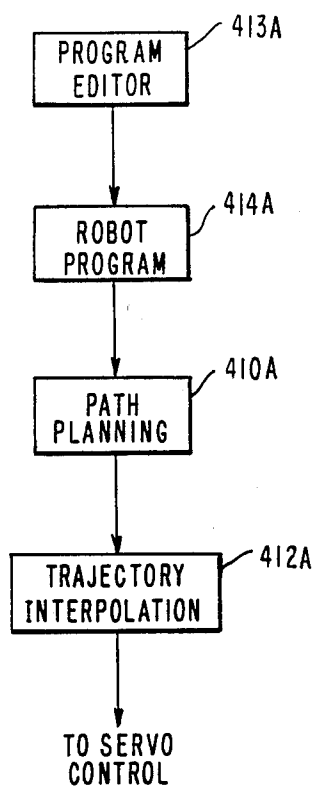 413A
PROGRAM
EDITOR
414A
ROBOT
PROGRAM
410A
PATH
PLANNING
412A
TRAJECTORY
INTERPOLATION
TO SERVO
CONTROL